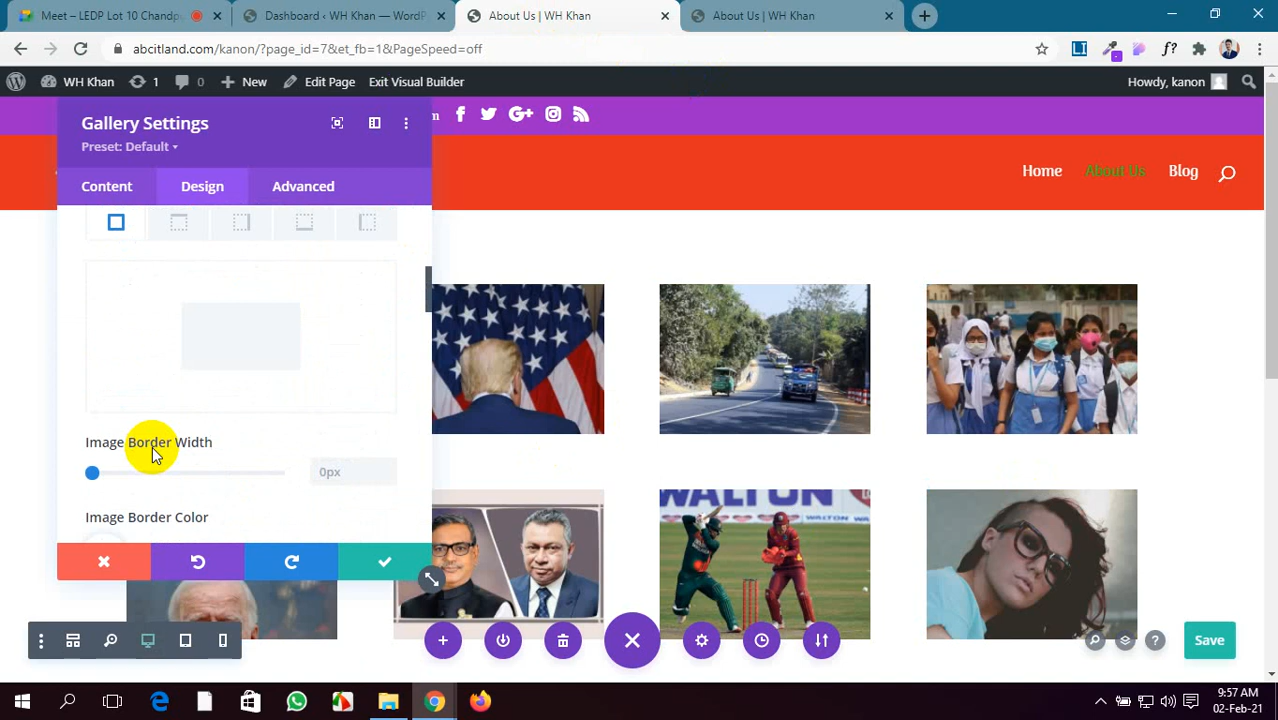 Meet – LEDP Lot 10 Chandpu
Dashboard ‹ WH Khan — WordP
About Us | WH Khan
About Us | WH Khan
abcitland.com/kanon/?page_id=7&et_fb=1&PageSpeed=off
WH Khan
1
0
New
Edit Page
Exit Visual Builder
Howdy, kanon
m
Gallery Settings
Preset: Default
Home
About Us
Blog
Content
Design
Advanced
Image Border Width
0px
Image Border Color
WALTON
WALTON
Save
9:57 AM
02-Feb-21